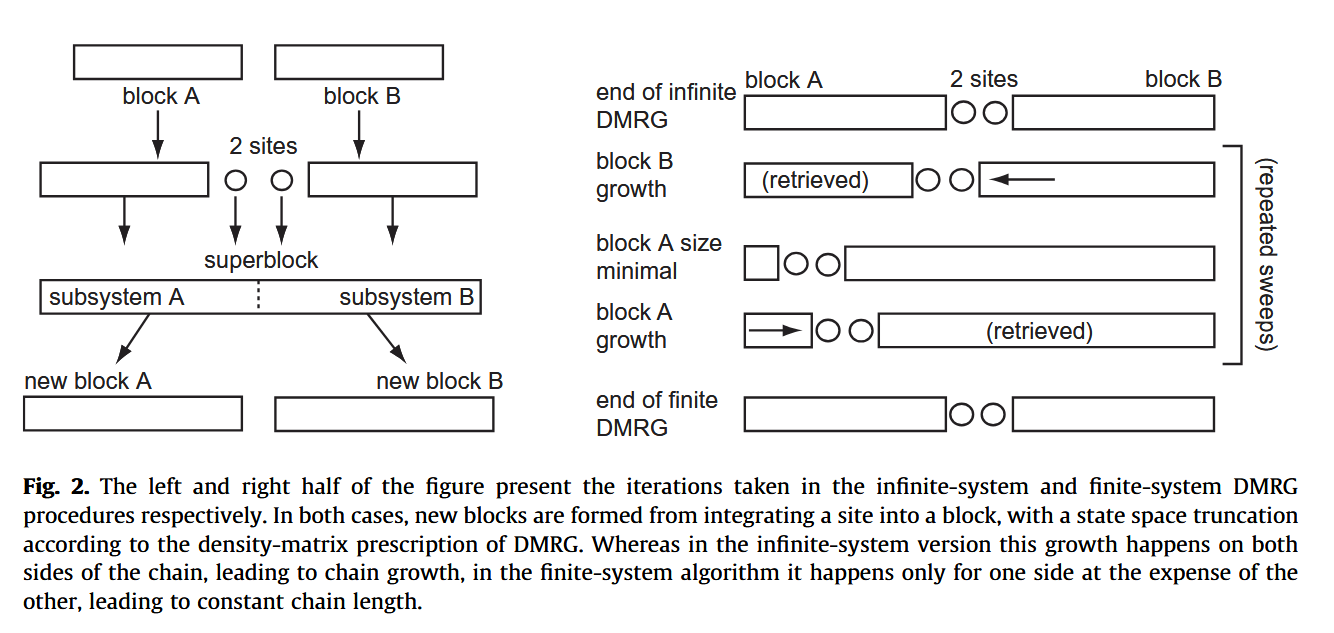 block A
block B
2 sites
superblock
subsystem A
subsystem B
new block A
new block B
block A
2 sites
block B
end of infinite
DMRG
block B
growth
(retrieved)
block A size
minimal
block A
growth
(retrieved)
(repeated sweeps)
end of finite
DMRG
Fig. 2. The left and right half of the figure present the iterations taken in the infinite-system and finite-system DMRG
procedures respectively. In both cases, new blocks are formed from integrating a site into a block, with a state space truncation
according to the density-matrix prescription of DMRG. Whereas in the infinite-system version this growth happens on both
sides of the chain, leading to chain growth, in the finite-system algorithm it happens only for one side at the expense of the
other, leading to constant chain length.